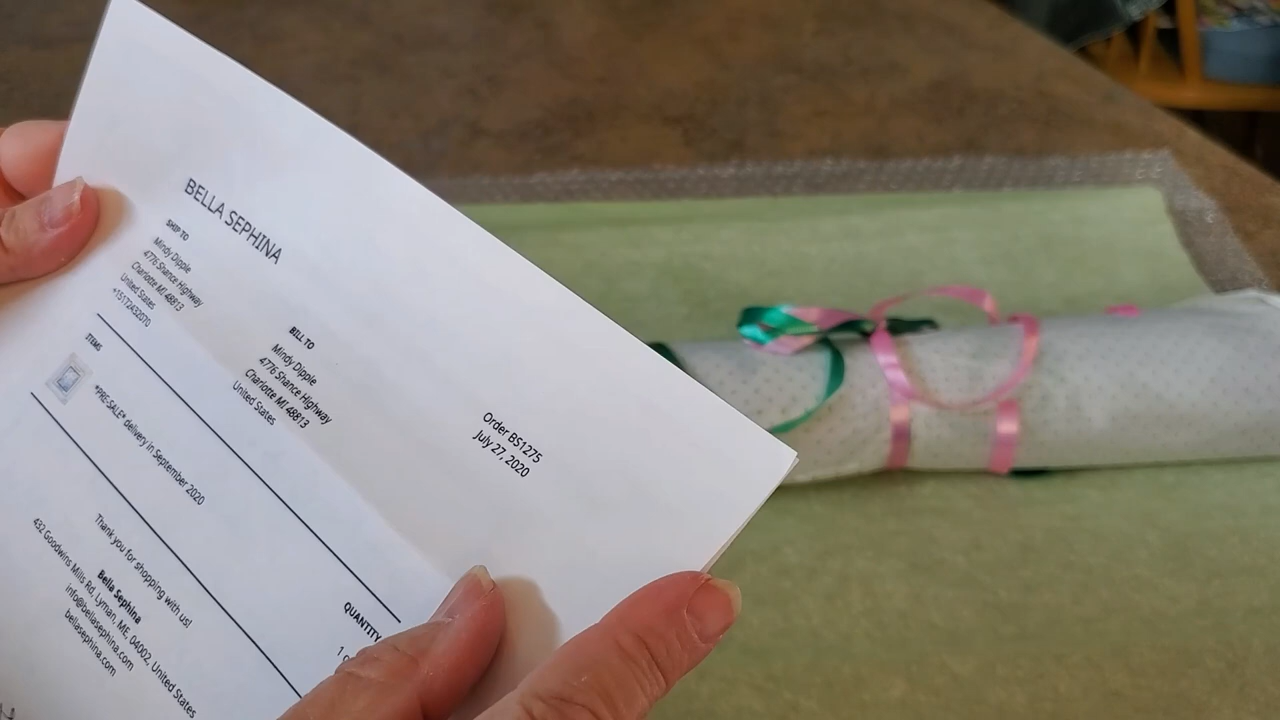 BELLA SEPHINA
SHIP TO
Mindy Dipple
4776 Shance Highway
Charlotte MI 48813
United States
+15172432070
BILL TO
Mindy Dipple
4776 Shance Highway
Charlotte MI 48813
United States
Order BS1275
July 27, 2020
ITEMS
QUANTITY
*PRE-SALE* delivery in September 2020
1
Thank you for shopping with us!
Bella Sephina
432 Goodwins Mills Rd, Lyman, ME, 04002, United States
info@bellasephina.com
bellasephina.com